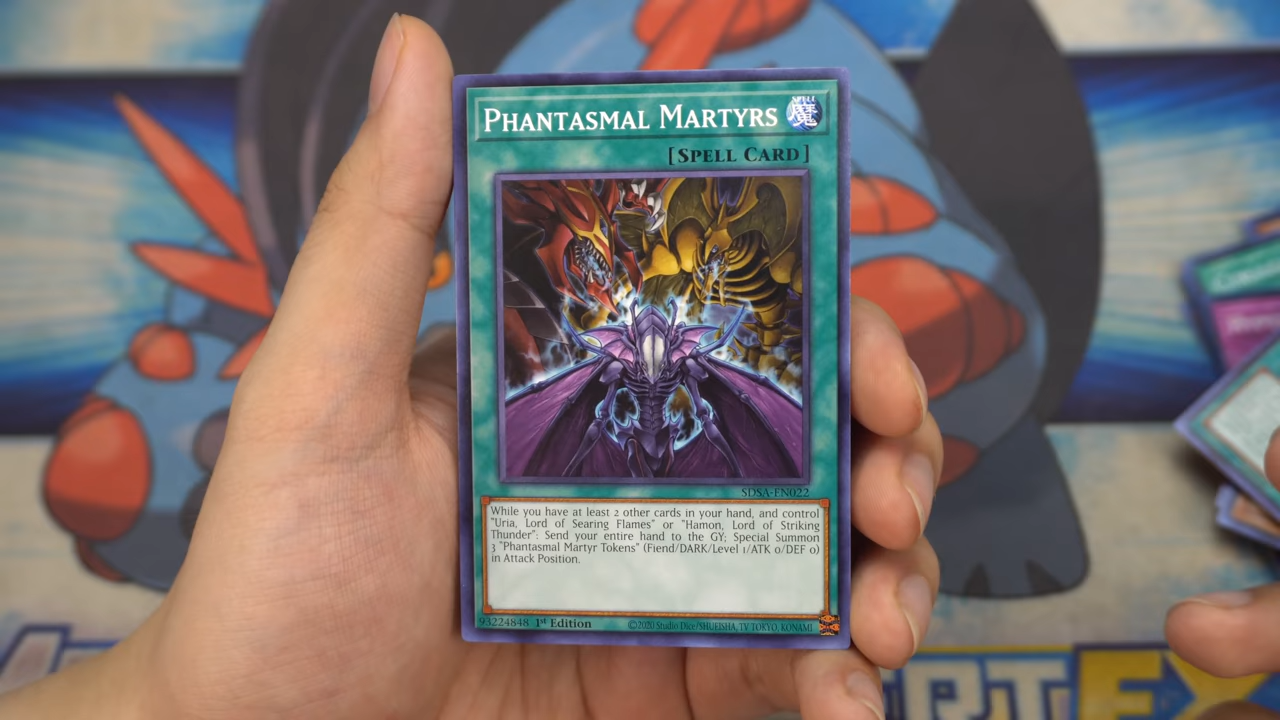 PHANTASMAL MARTYRS
SPELL
魔
[SPELL CARD]
SDSA-EN022
While you have at least 2 other cards in your hand, and control
"Uria, Lord of Searing Flames" or "Hamon, Lord of Striking
Thunder": Send your entire hand to the GY; Special Summon
3 "Phantasmal Martyr Tokens" (Fiend/DARK/Level 1/ATK 0/DEF 0)
in Attack Position.
93224848 1st Edition
©2020 Studio Dice/SHUEISHA, TV TOKYO, KONAMI